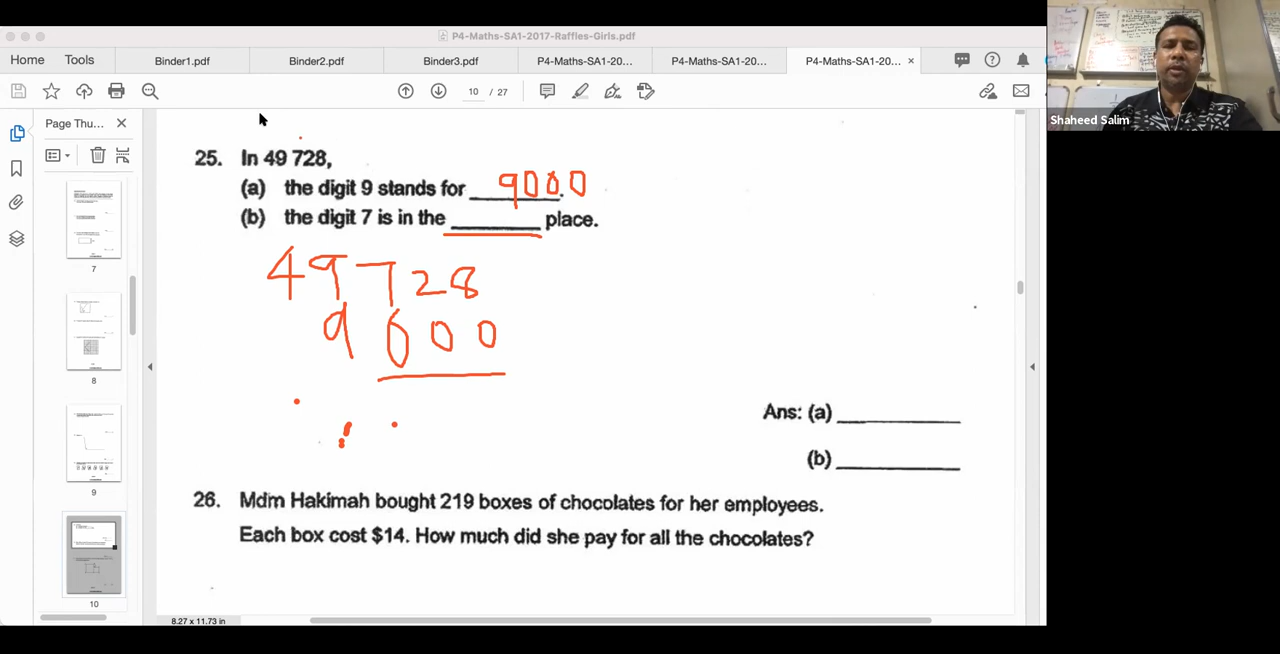 P4-Maths-SA1-2017-Raffles-Girls.pdf
Home Tools Binder1.pdf Binder2.pdf Binder3.pdf P4-Maths-SA1-20... P4-Maths-SA1-20... P4-Maths-SA1-20... ×
10 / 27
Page Thu... ×
7
8
9
10
25. In 49 728,
(a) the digit 9 stands for 9000.
(b) the digit 7 is in the ________ place.
49728
9000
Ans: (a) ________
(b) ________
26. Mdm Hakimah bought 219 boxes of chocolates for her employees.
Each box cost $14. How much did she pay for all the chocolates?
8.27 x 11.73 in
Shaheed Salim